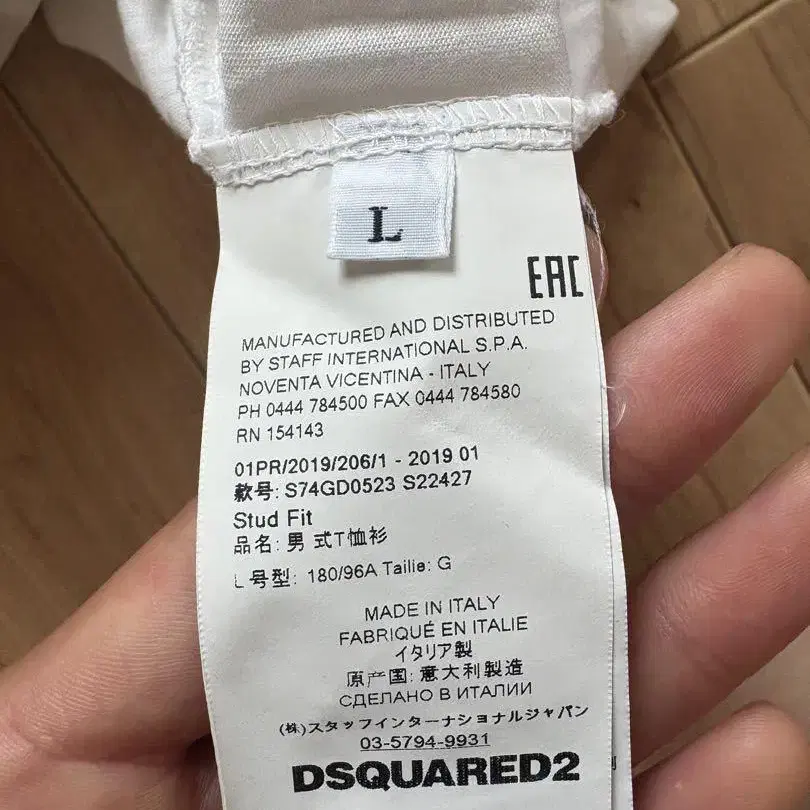 L
EAC
MANUFACTURED AND DISTRIBUTED
BY STAFF INTERNATIONAL S.P.A.
NOVENTA VICENTINA - ITALY
PH 0444 784500 FAX 0444 784580
RN 154143
01PR/2019/206/1 - 2019 01
款号: S74GD0523 S22427
Stud Fit
品名: 男 式T恤衫
L 号型: 180/96A Taille: G
MADE IN ITALY
FABRIQUÉ EN ITALIE
イタリア製
原产国: 意大利製造
СДЕЛАНО В ИТАЛИИ
(株)スタッフインターナショナルジャパン
03-5794-9931
DSQUARED2